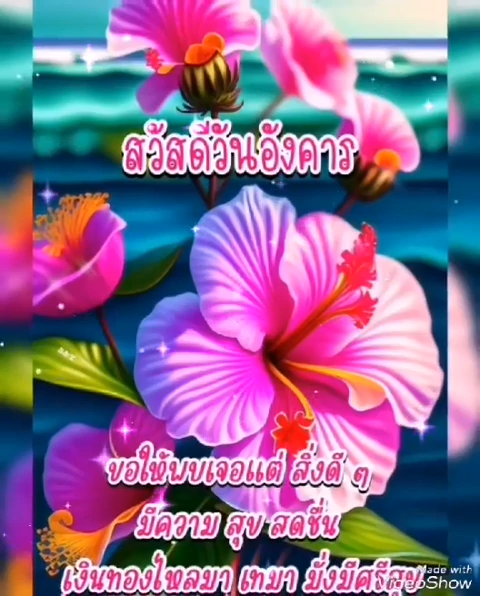 สวัสดีวันอังคาร
ขอให้พบเจอแต่ สิ่งดี ๆ
มีความ สุข สดชื่น
เงินทองไหลมา เทมา มั่งมีศรีสุข
Made with
VideoShow